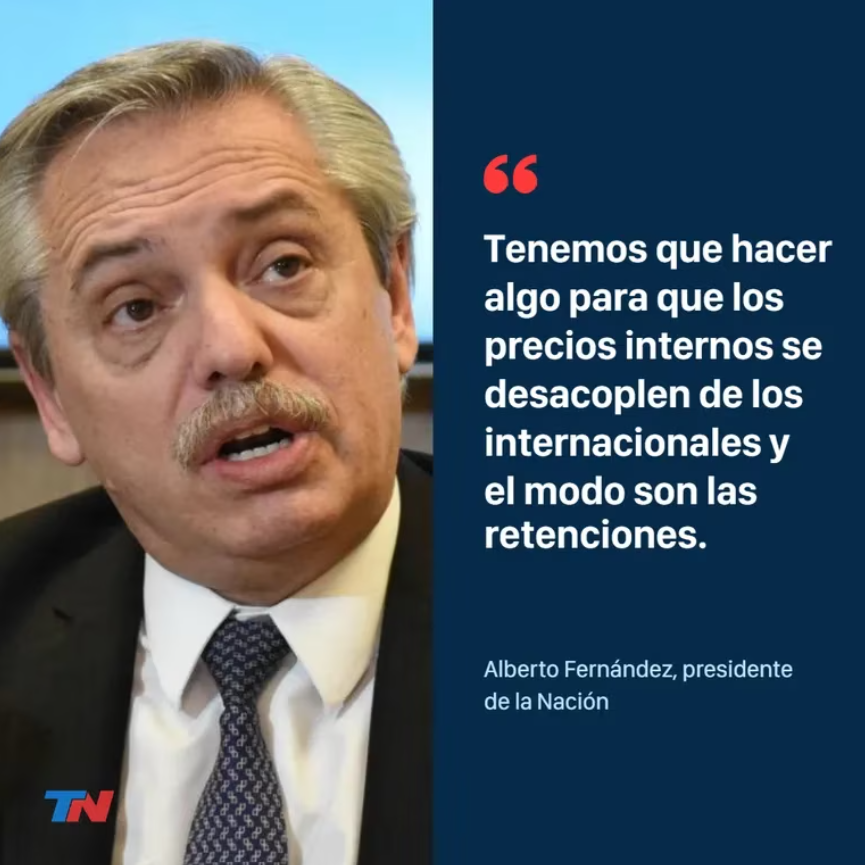 “
Tenemos que hacer
algo para que los
precios internos se
desacoplen de los
internacionales y
el modo son las
retenciones.
Alberto Fernández, presidente
de la Nación
TN